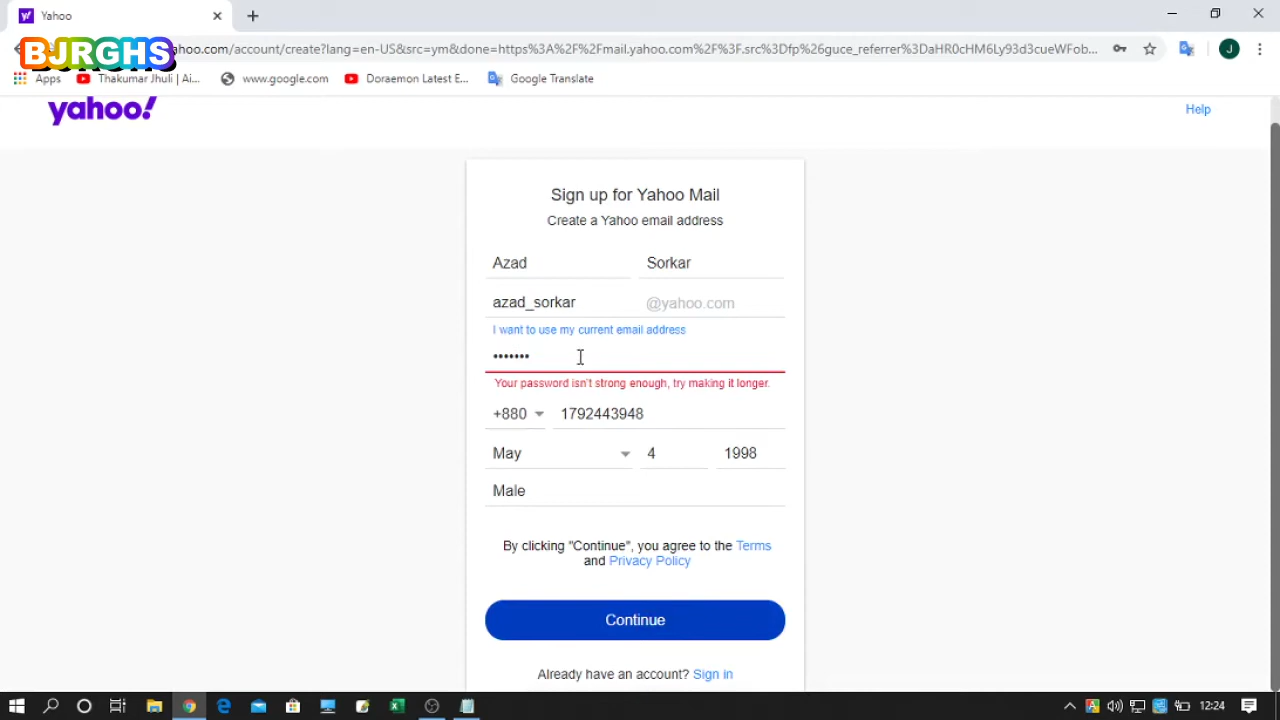 Yahoo
BJRGHS
ahoo.com/account/create?lang=en-US&src=ym&done=https%3A%2F%2Fmail.yahoo.com%2F%3F.src%3Dfp%26guce_referrer%3DaHR0cHM6Ly93d3cueWFob...
J
Apps Thakumar Jhuli | Ai... www.google.com Doraemon Latest E... Google Translate
yahoo!
Help
Sign up for Yahoo Mail
Create a Yahoo email address
Azad Sorkar
azad_sorkar @yahoo.com
I want to use my current email address
•••••••
Your password isn't strong enough, try making it longer.
+880 1792443948
May 4 1998
Male
By clicking "Continue", you agree to the Terms
and Privacy Policy
Continue
Already have an account? Sign in
12:24